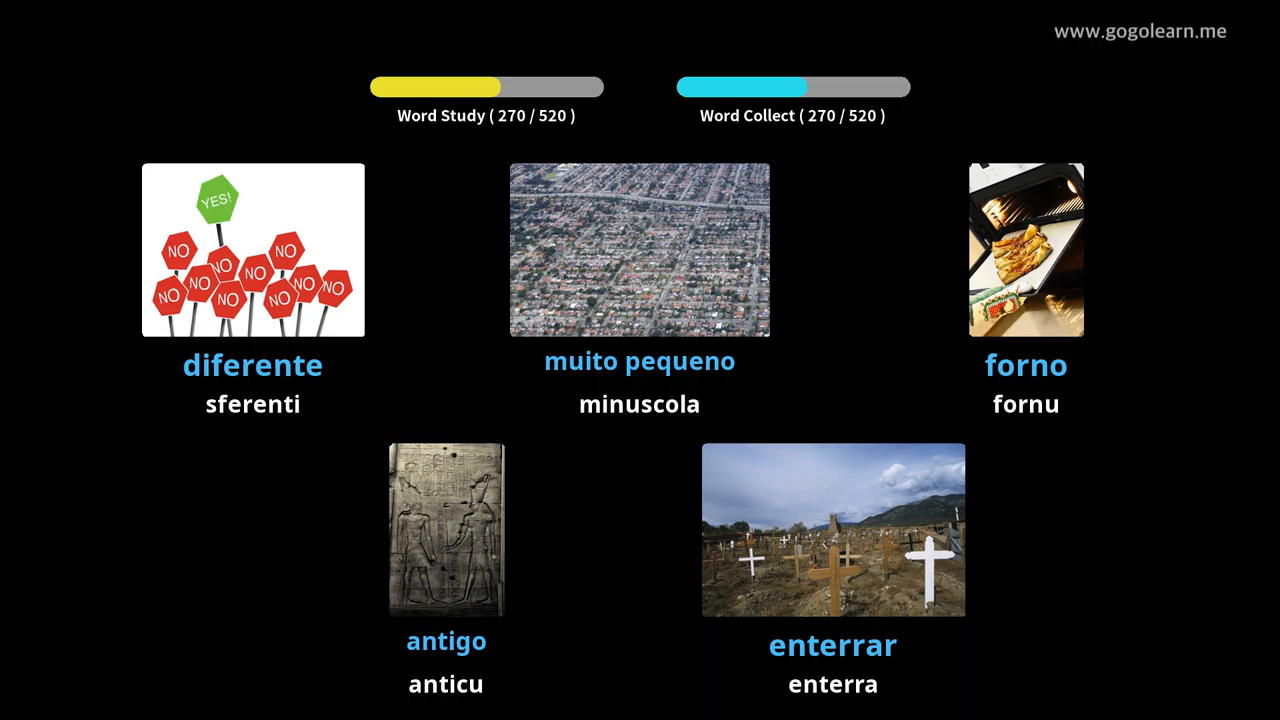 www.gogolearn.me
Word Study ( 270 / 520 )
Word Collect ( 270 / 520 )
YES!
NO
NO
NO
NO
NO
NO
NO
NO
NO
NO
diferente
sferenti
muito pequeno
minuscola
forno
fornu
antigo
anticu
enterrar
enterra